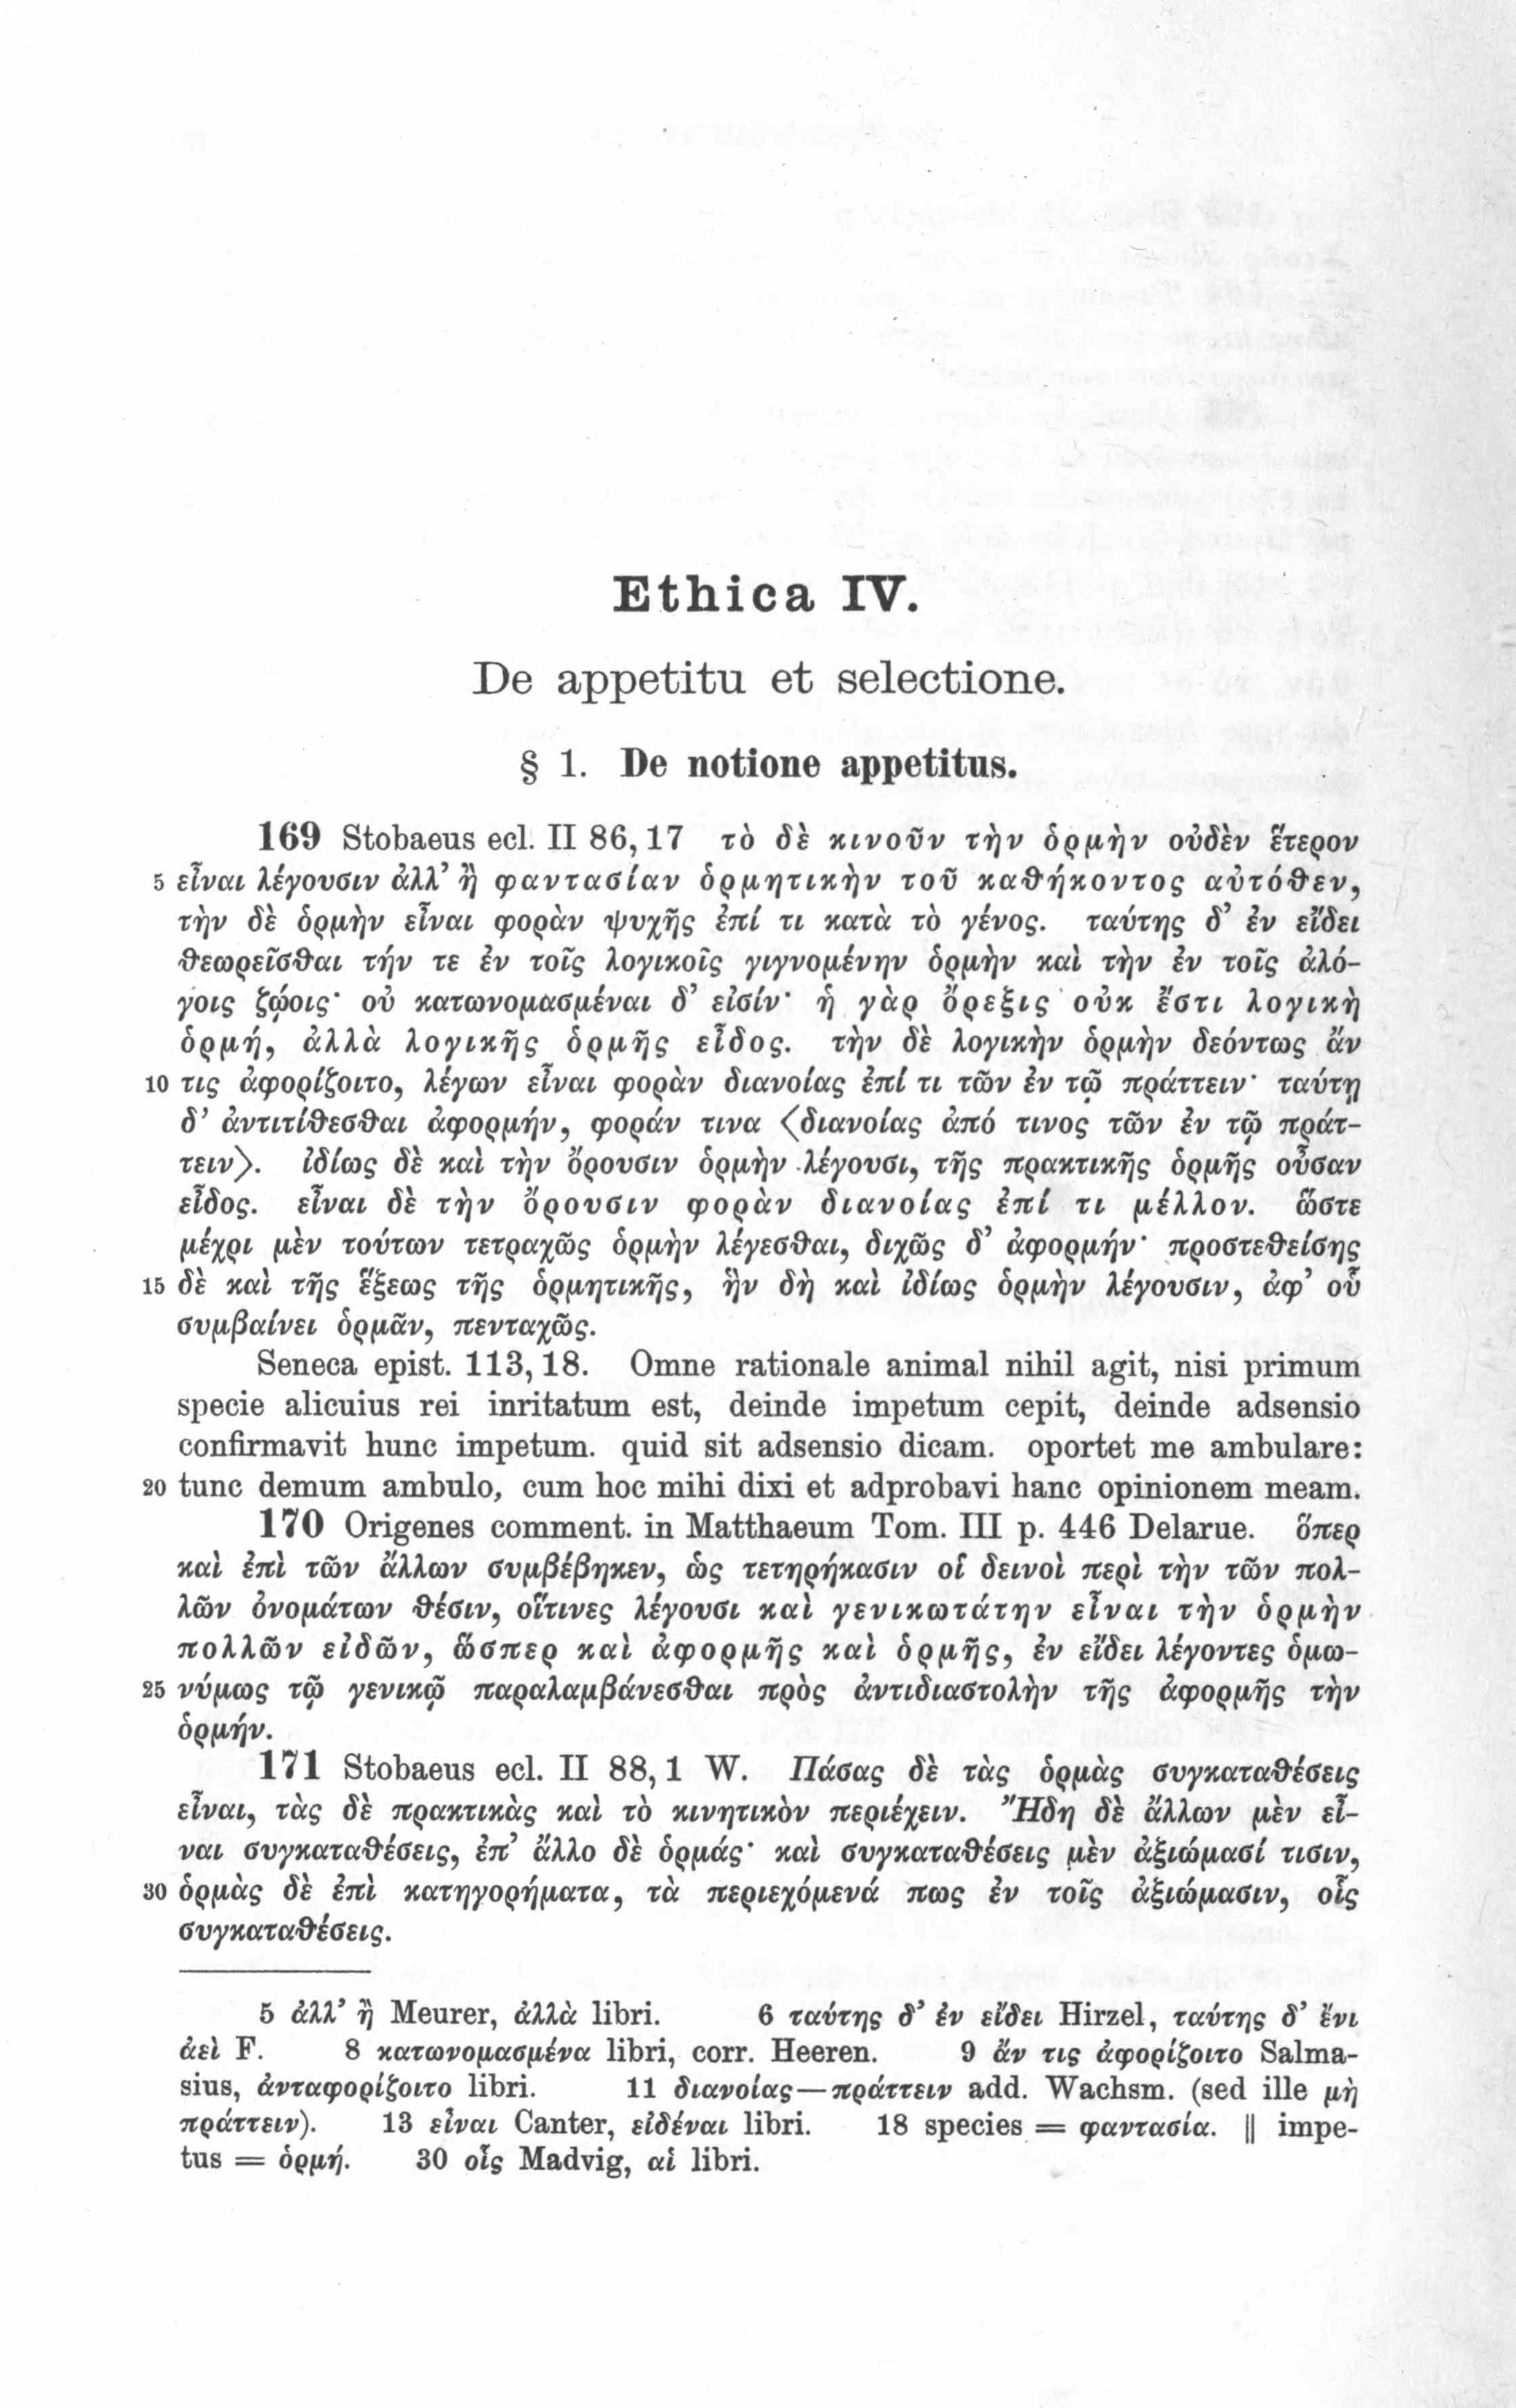 Ethica IV.
De appetitu et selectione.
§ 1. De notione appetitus.
169 Stobaeus ecl. II 86,17 τὸ δὲ κινοῦν τὴν ὁρμὴν οὐδὲν ἕτερον
5 εἶναι λέγουσιν ἀλλ’ ἢ φαντασίαν ὁρμητικὴν τοῦ καθήκοντος αὐτόθεν,
τὴν δὲ ὁρμὴν εἶναι φορὰν ψυχῆς ἐπί τι κατὰ τὸ γένος. ταύτης δ’ ἐν εἴδει
θεωρεῖσθαι τήν τε ἐν τοῖς λογικοῖς γιγνομένην ὁρμὴν καὶ τὴν ἐν τοῖς ἀλό-
γοις ζῴοις· οὐ κατωνομασμέναι δ’ εἰσίν· ἡ γὰρ ὄρεξις οὐκ ἔστι λογικὴ
ὁρμή, ἀλλὰ λογικῆς ὁρμῆς εἶδος. τὴν δὲ λογικὴν ὁρμὴν δεόντως ἄν
10 τις ἀφορίζοιτο, λέγων εἶναι φορὰν διανοίας ἐπί τι τῶν ἐν τῷ πράττειν· ταύτῃ
δ’ ἀντιτίθεσθαι ἀφορμήν, φοράν τινα ⟨διανοίας ἀπό τινος τῶν ἐν τῷ πράτ-
τειν⟩. ἰδίως δὲ καὶ τὴν ὄρουσιν ὁρμὴν λέγουσι, τῆς πρακτικῆς ὁρμῆς οὖσαν
εἶδος. εἶναι δὲ τὴν ὄρουσιν φορὰν διανοίας ἐπί τι μέλλον. ὥστε
μέχρι μὲν τούτων τετραχῶς ὁρμὴν λέγεσθαι, διχῶς δ’ ἀφορμήν· προστεθείσης
15 δὲ καὶ τῆς ἕξεως τῆς ὁρμητικῆς, ἣν δὴ καὶ ἰδίως ὁρμὴν λέγουσιν, ἀφ’ οὗ
συμβαίνει ὁρμᾶν, πενταχῶς.
Seneca epist. 113,18. Omne rationale animal nihil agit, nisi primum
specie alicuius rei inritatum est, deinde impetum cepit, deinde adsensio
confirmavit hunc impetum. quid sit adsensio dicam. oportet me ambulare:
20 tunc demum ambulo, cum hoc mihi dixi et adprobavi hanc opinionem meam.
170 Origenes comment. in Matthaeum Tom. III p. 446 Delarue. ὅπερ
καὶ ἐπὶ τῶν ἄλλων συμβέβηκεν, ὡς τετηρήκασιν οἱ δεινοὶ περὶ τὴν τῶν πολ-
λῶν ὀνομάτων θέσιν, οἵτινες λέγουσι καὶ γενικωτάτην εἶναι τὴν ὁρμὴν
πολλῶν εἰδῶν, ὥσπερ καὶ ἀφορμῆς καὶ ὁρμῆς, ἐν εἴδει λέγοντες ὁμω-
25 νύμως τῷ γενικῷ παραλαμβάνεσθαι πρὸς ἀντιδιαστολὴν τῆς ἀφορμῆς τὴν
ὁρμήν.
171 Stobaeus ecl. II 88,1 W. Πάσας δὲ τὰς ὁρμὰς συγκαταθέσεις
εἶναι, τὰς δὲ πρακτικὰς καὶ τὸ κινητικὸν περιέχειν. Ἤδη δὲ ἄλλων μὲν εἶ-
ναι συγκαταθέσεις, ἐπ’ ἄλλο δὲ ὁρμάς· καὶ συγκαταθέσεις μὲν ἀξιώμασί τισιν,
30 ὁρμὰς δὲ ἐπὶ κατηγορήματα, τὰ περιεχόμενά πως ἐν τοῖς ἀξιώμασιν, οἷς
συγκαταθέσεις.
5 ἀλλ’ ἢ Meurer, ἀλλὰ libri. 6 ταύτης δ’ ἐν εἴδει Hirzel, ταύτης δ’ ἔνι
ἀεὶ F. 8 κατωνομασμένα libri, corr. Heeren. 9 ἄν τις ἀφορίζοιτο Salma-
sius, ἀνταφορίζοιτο libri. 11 διανοίας—πράττειν add. Wachsm. (sed ille μὴ
πράττειν). 13 εἶναι Canter, εἰδέναι libri. 18 species = φαντασία. || impe-
tus = ὁρμή. 30 οἷς Madvig, αἱ libri.